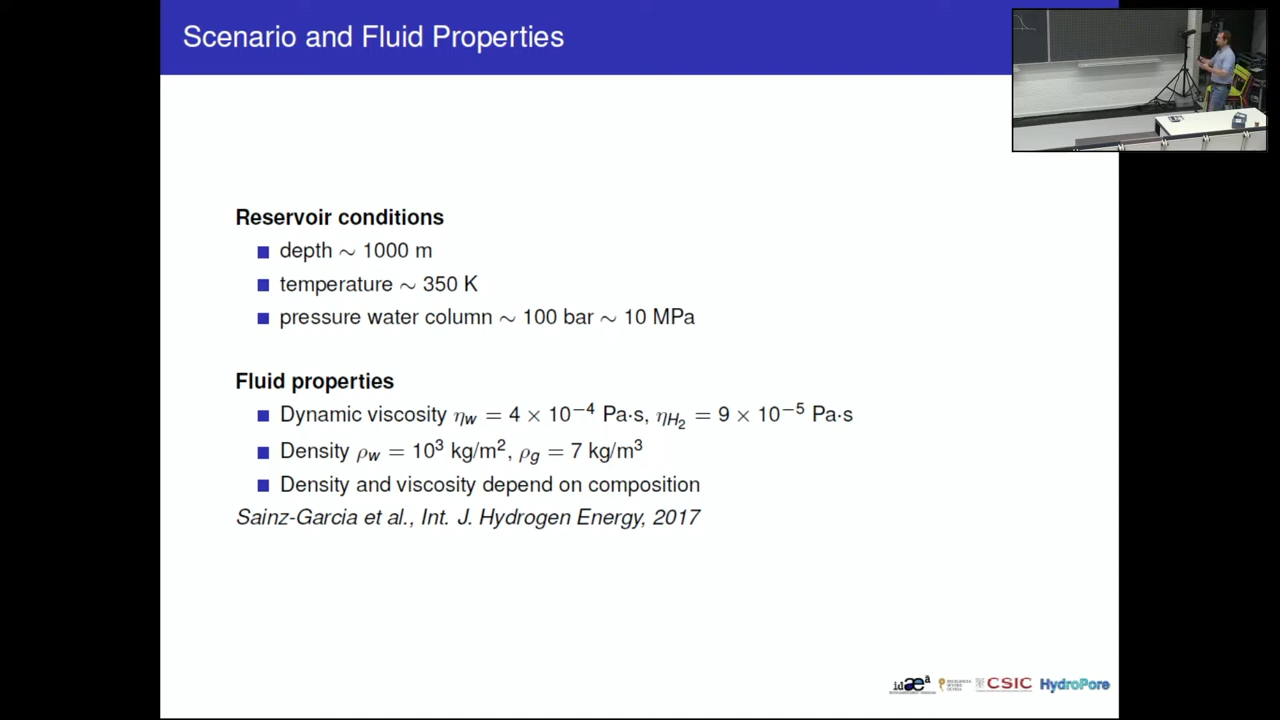 Scenario and Fluid Properties
Reservoir conditions
depth ∼ 1000 m
temperature ∼ 350 K
pressure water column ∼ 100 bar ∼ 10 MPa
Fluid properties
Dynamic viscosity η_w = 4 × 10⁻⁴ Pa·s, η_H₂ = 9 × 10⁻⁵ Pa·s
Density ρ_w = 10³ kg/m², ρ_g = 7 kg/m³
Density and viscosity depend on composition
Sainz-Garcia et al., Int. J. Hydrogen Energy, 2017
idæa CSIC HydroPore